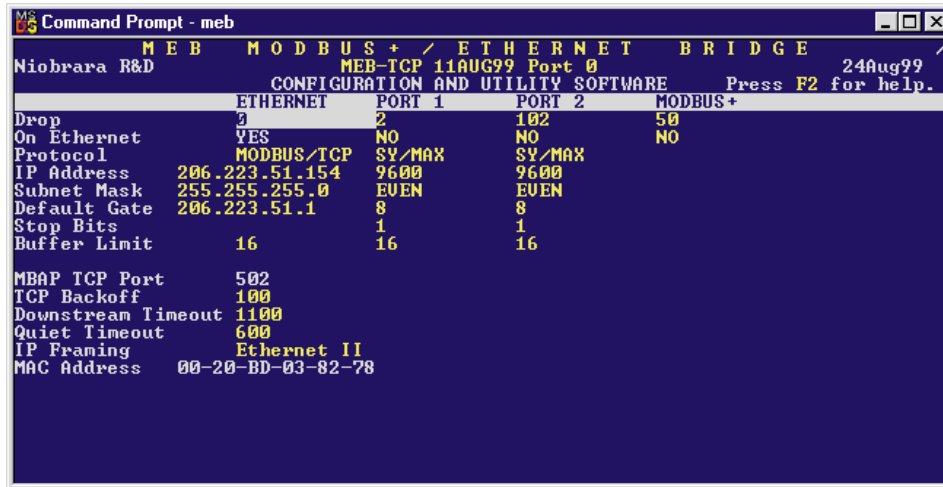 Command Prompt - meb
M E B M O D B U S + / E T H E R N E T B R I D G E /
Niobrara R&D MEB-TCP 11AUG99 Port 0 24Aug99
CONFIGURATION AND UTILITY SOFTWARE Press F2 for help.
ETHERNET PORT 1 PORT 2 MODBUS+
Drop 0 2 102 50
On Ethernet YES NO NO NO
Protocol MODBUS/TCP SY/MAX SY/MAX
IP Address 206.223.51.154 9600 9600
Subnet Mask 255.255.255.0 EVEN EVEN
Default Gate 206.223.51.1 8 8
Stop Bits 1 1
Buffer Limit 16 16 16
MBAP TCP Port 502
TCP Backoff 100
Downstream Timeout 1100
Quiet Timeout 600
IP Framing Ethernet II
MAC Address 00-20-BD-03-82-78